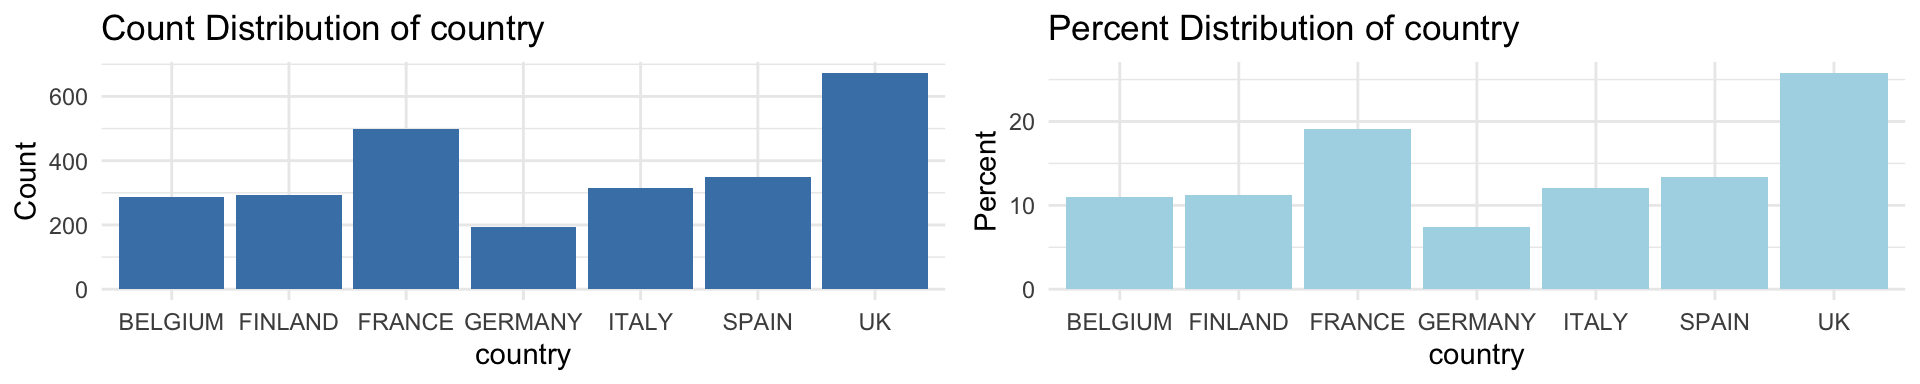 Count Distribution of country
Count
600
400
200
0
BELGIUM FINLAND FRANCE GERMANY ITALY SPAIN UK
country
Percent Distribution of country
Percent
20
10
0
BELGIUM FINLAND FRANCE GERMANY ITALY SPAIN UK
country